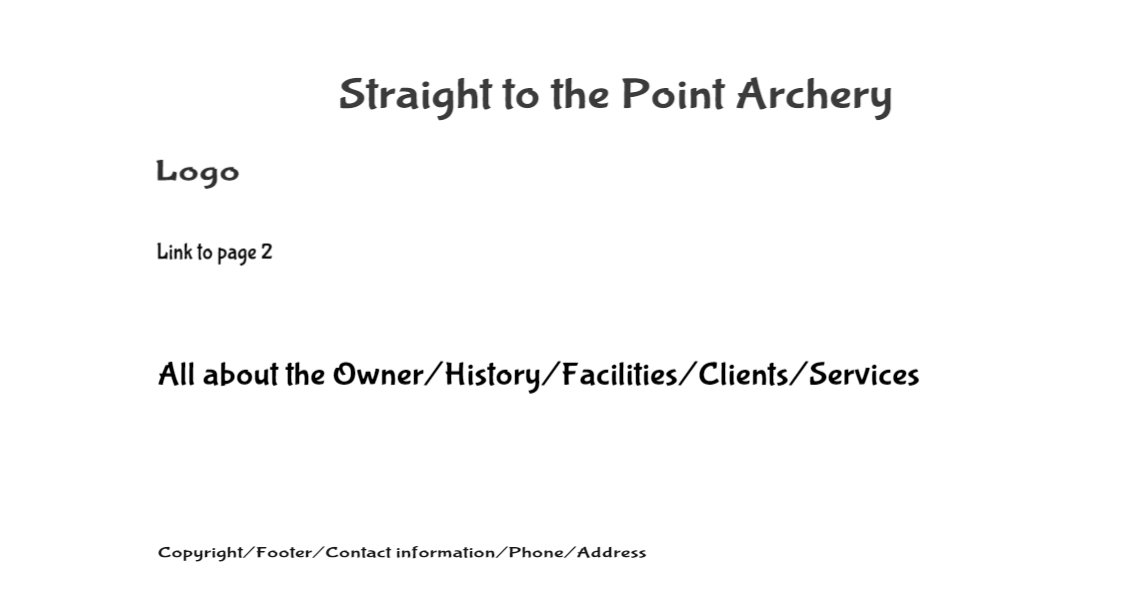 Straight to the Point Archery
Logo
Link to page 2
All about the Owner/History/Facilities/Clients/Services
Copyright/Footer/Contact information/Phone/Address